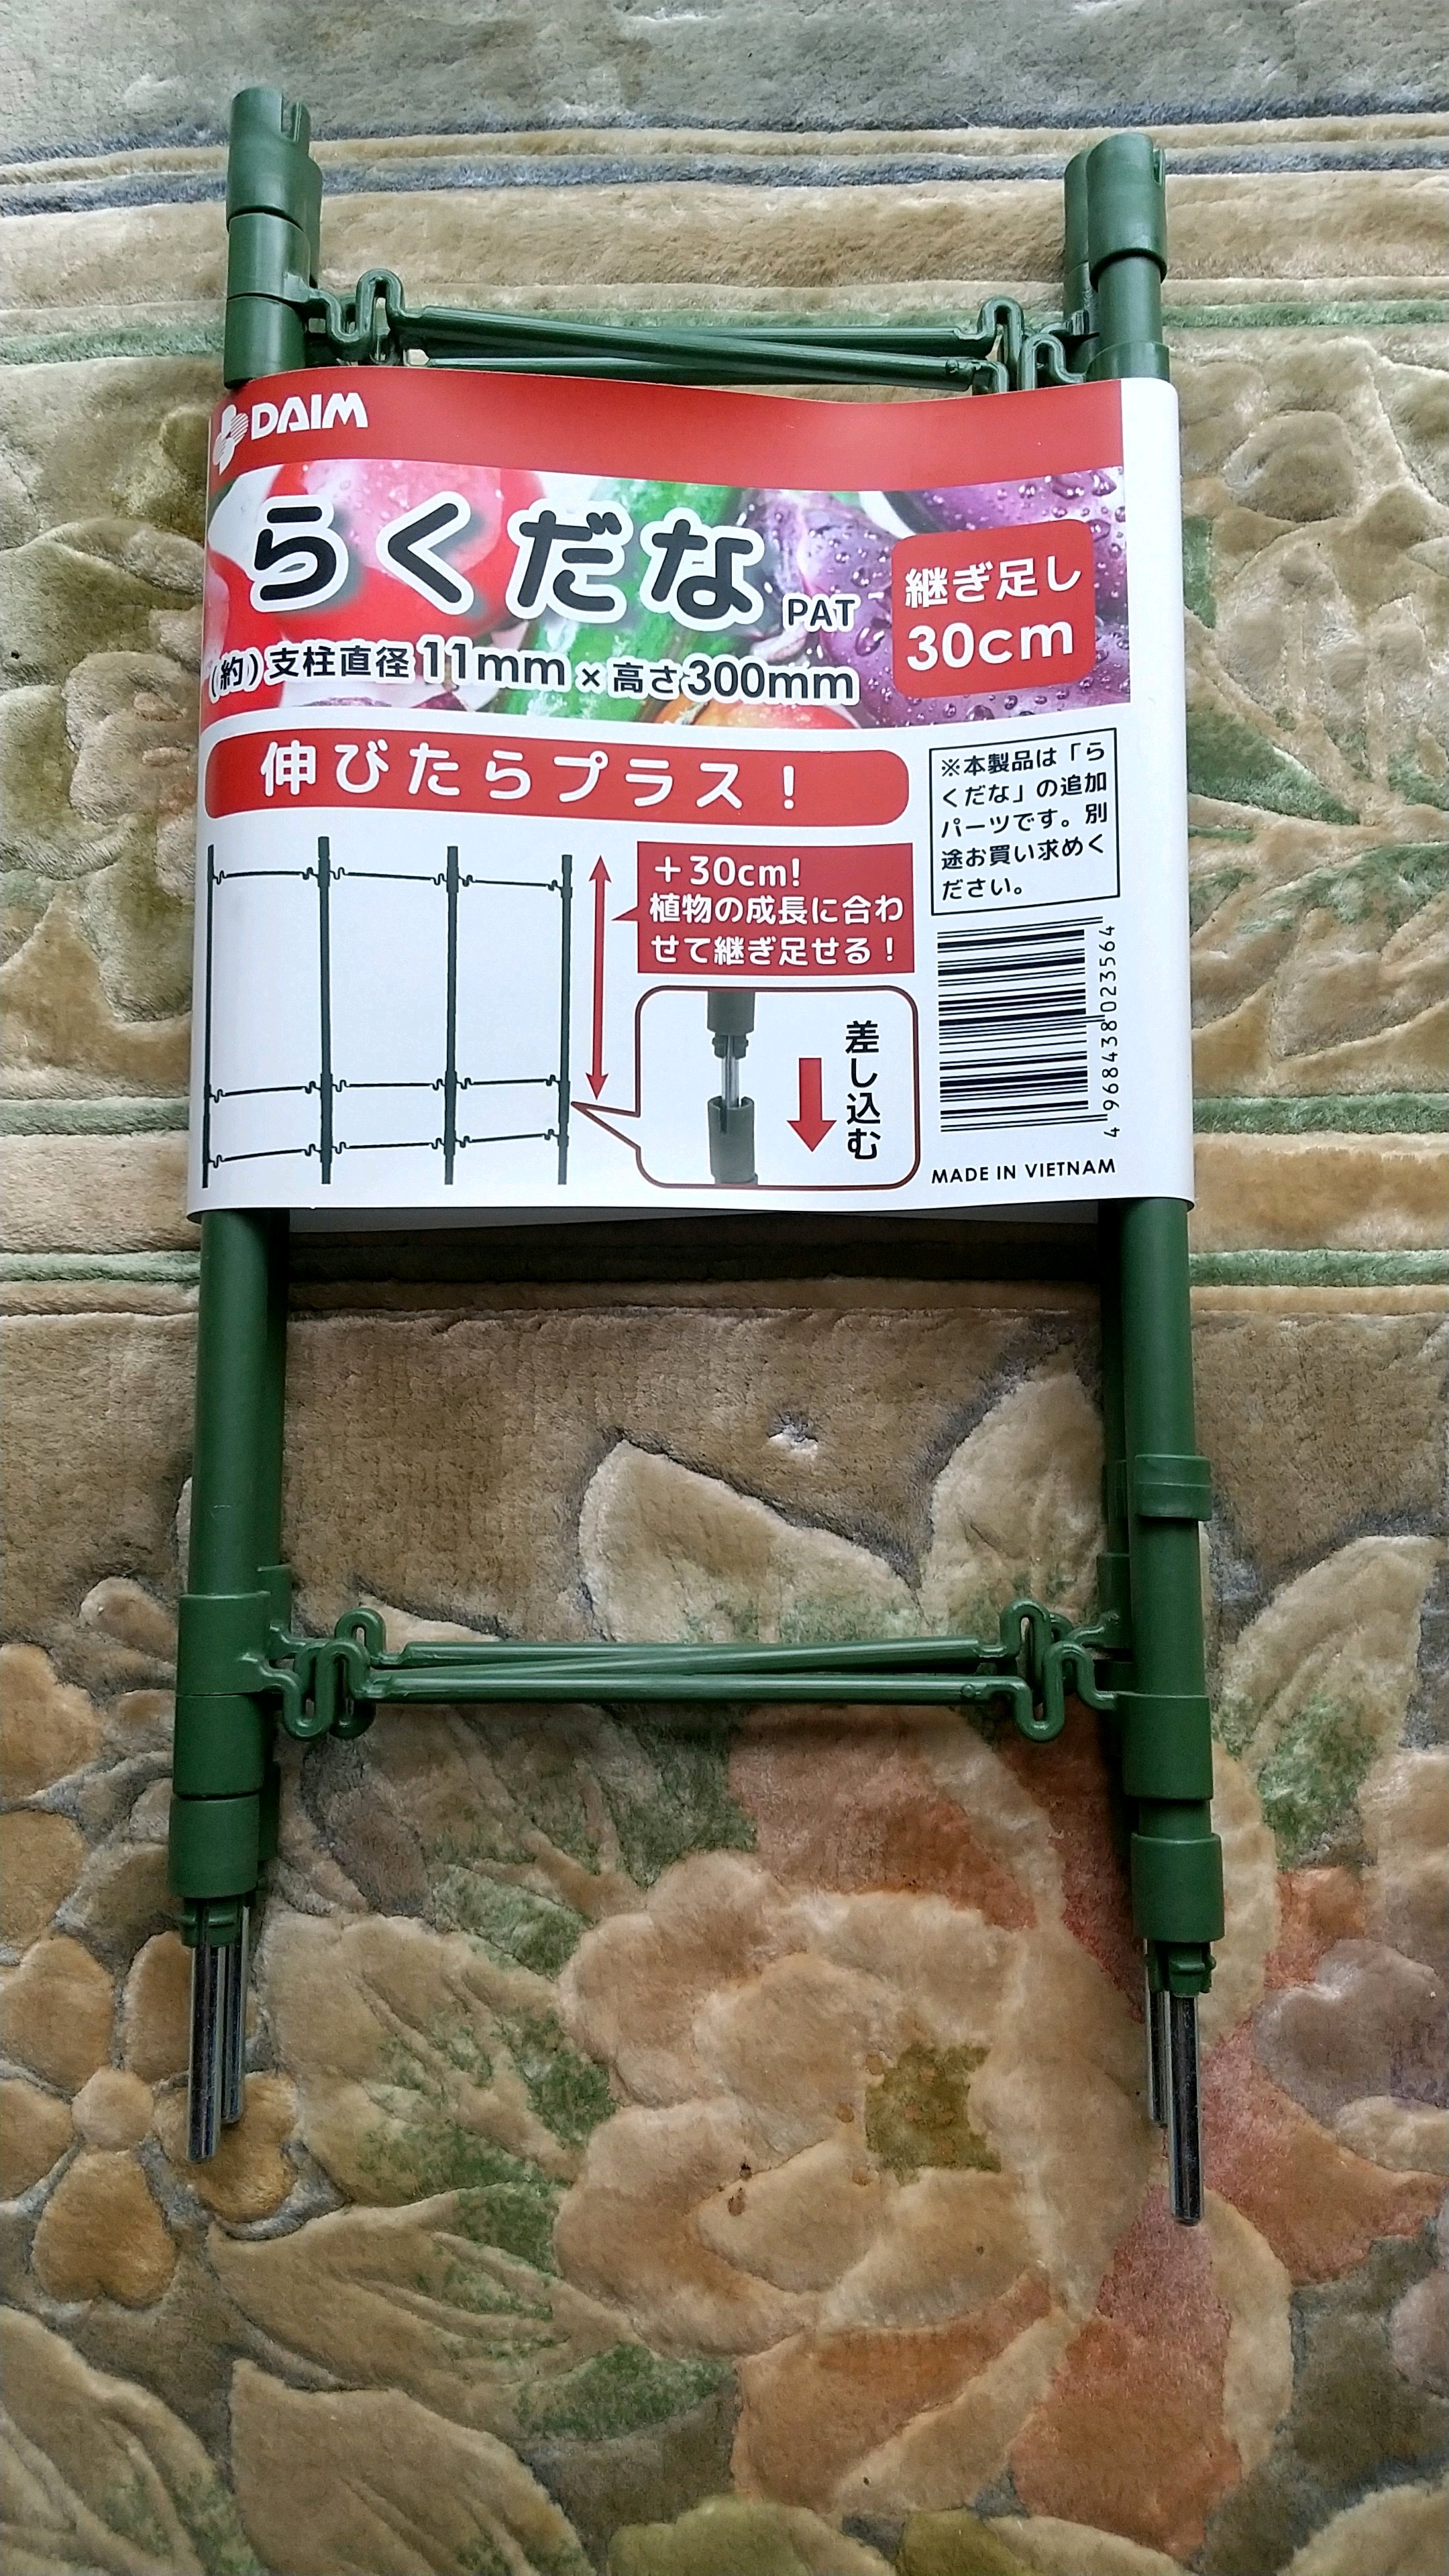 DAIM
らくだな PAT
(約)支柱直径11mm×高さ300mm
継ぎ足し
30cm
伸びたらプラス!
※本製品は「ら
くだな」の追加
パーツです。別
途お買い求めく
ださい。
+30cm!
植物の成長に合わ
せて継ぎ足せる!
差し込む
4 968438 023564
MADE IN VIETNAM